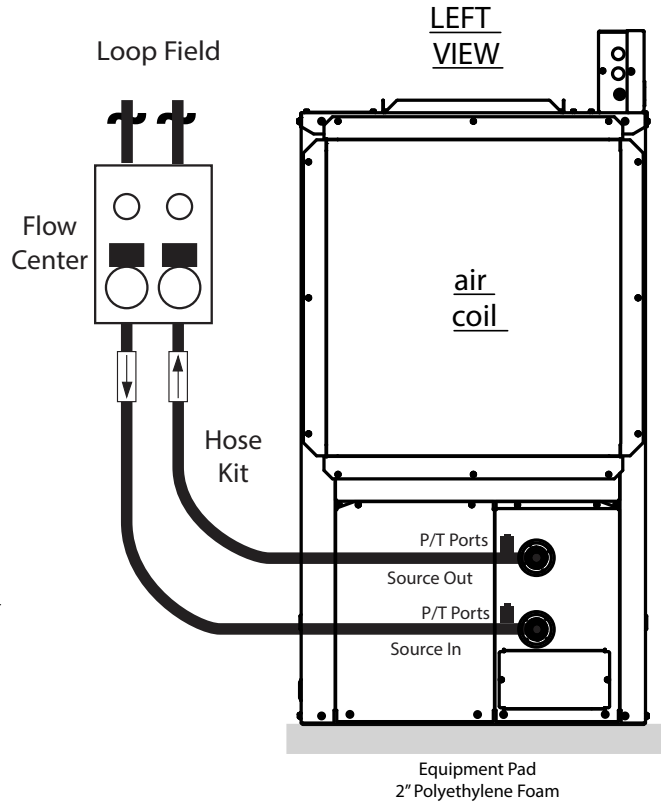 LEFT
VIEW
Loop Field
Flow
Center
air
coil
Hose
Kit
P/T Ports
Source Out
P/T Ports
Source In
Equipment Pad
2” Polyethylene Foam